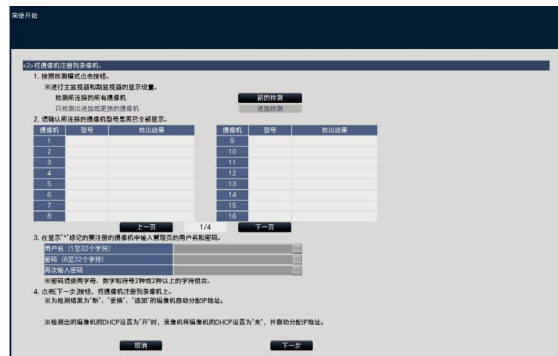 简便开始
<2>将摄像机注册到录像机。
1. 按照检测模式点击按钮。
※进行主监视器和副监视器的显示设置。
检测所连接的所有摄像机 新的检测
只检测出追加或更换的摄像机 追加检测
2. 请确认所连接的摄像机型号是否已全部显示。
摄像机 型号 检出结果 摄像机 型号 检出结果
1 9
2 10
3 11
4 12
5 13
6 14
7 15
8 16
上一页 1/4 下一页
3. 在显示"*"标记的要注册的摄像机中输入管理员的用户名和密码。
用户名 (1至32个字符)
密码 (8至32个字符)
再次输入密码
※密码请使用字母、数字和符号2种或2种以上的字符组合。
4. 点击[下一步]按钮，将摄像机注册到录像机上。
※为检测结果为"新"、"更换"、"追加"的摄像机自动分配IP地址。
※检测出的摄像机的DHCP设置为"开"时，录像机将摄像机的DHCP设置为"关"，并自动分配IP地址。
取消 下一步